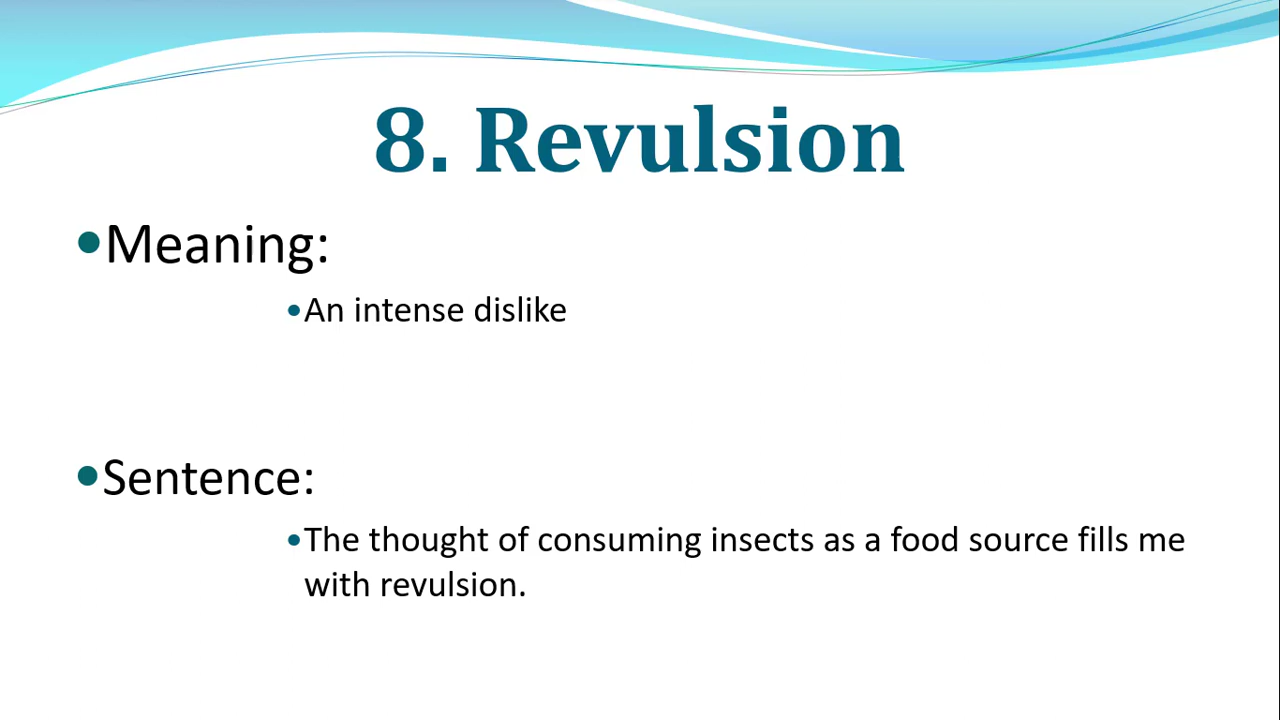 8. Revulsion
•Meaning:
•An intense dislike
•Sentence:
•The thought of consuming insects as a food source fills me
with revulsion.